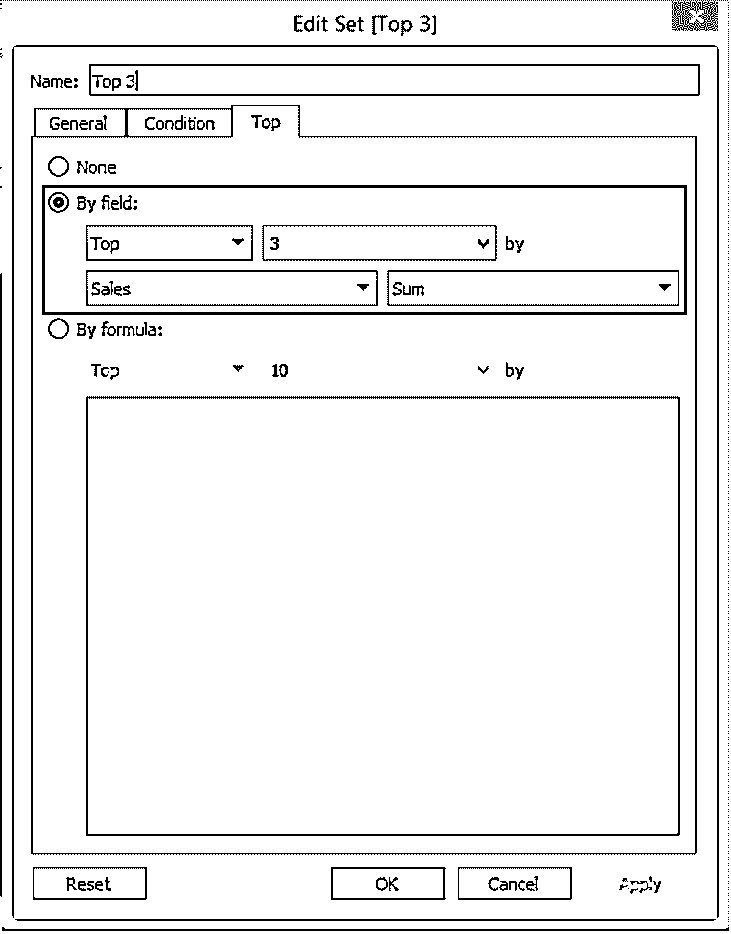 Edit Set [Top 3]
Name: Top 3
General Condition Top
None
By field:
Top 3 by
Sales Sum
By formula:
Top 10 by
Reset OK Cancel Apply